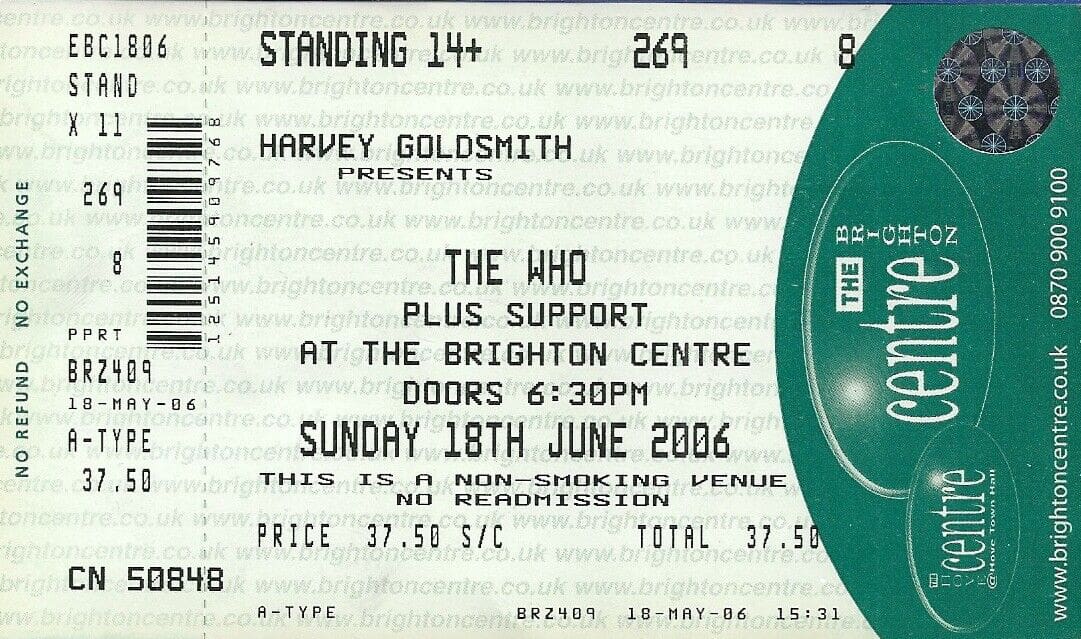 EBC1806
STAND
X 11
269
8
PPRT
BRZ409
18-MAY-06
A-TYPE
37.50
CN 50848
NO REFUND NO EXCHANGE
STANDING 14+ 269 8
HARVEY GOLDSMITH
PRESENTS
THE WHO
PLUS SUPPORT
AT THE BRIGHTON CENTRE
DOORS 6:30PM
SUNDAY 18TH JUNE 2006
THIS IS A NON SMOKING VENUE
NO READMISSION
PRICE 37.50 S/C TOTAL 37.50
A-TYPE BRZ409 18-MAY-06 15:31
THE BRIGHTON
centre
centre
@Hove Town Hall
www.brightoncentre.co.uk 0870 900 9100